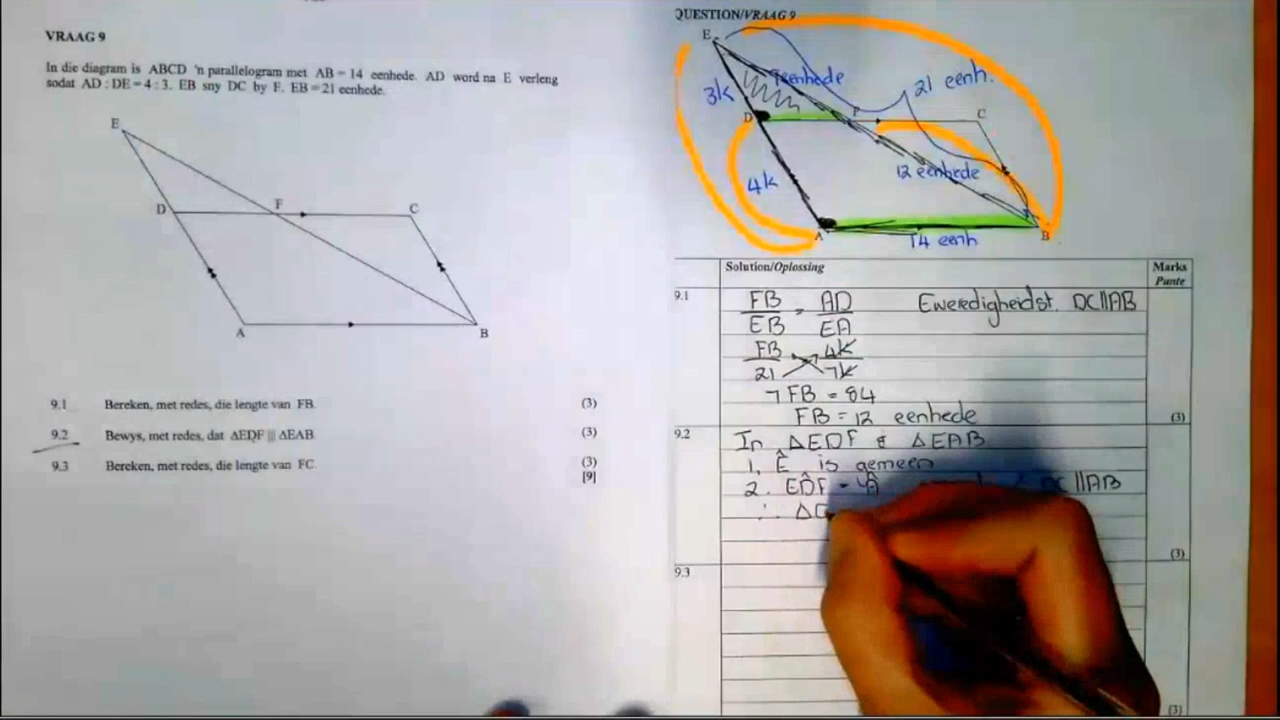 VRAAG 9
In die diagram is ABCD 'n parallelogram met AB = 14 eenhede. AD word na E verleng
sodat AD : DE = 4 : 3. EB sny DC by F. EB = 21 eenhede.
E
D
F
C
A
B
9.1 Bereken, met redes, die lengte van FB. (3)
9.2 Bewys, met redes, dat ΔEDF ||| ΔEAB. (3)
9.3 Bereken, met redes, die lengte van FC. (3)
[9]
QUESTION/VRAAG 9
E
eenhede
21 eenh.
3k
D
F
C
4k
12 eenhede
A
14 eenh
B
Solution/Oplossing
Marks
Punte
9.1
FB/EB = AD/EA Eweredigheidst. DC||AB
FB/21 = 4k/7k
7FB = 84
FB = 12 eenhede
(3)
9.2
In ΔEDF & ΔEAB
1. Ê is gemeen
2. ED̂F = Â DC||AB
∴ Δ
(3)
9.3
(3)